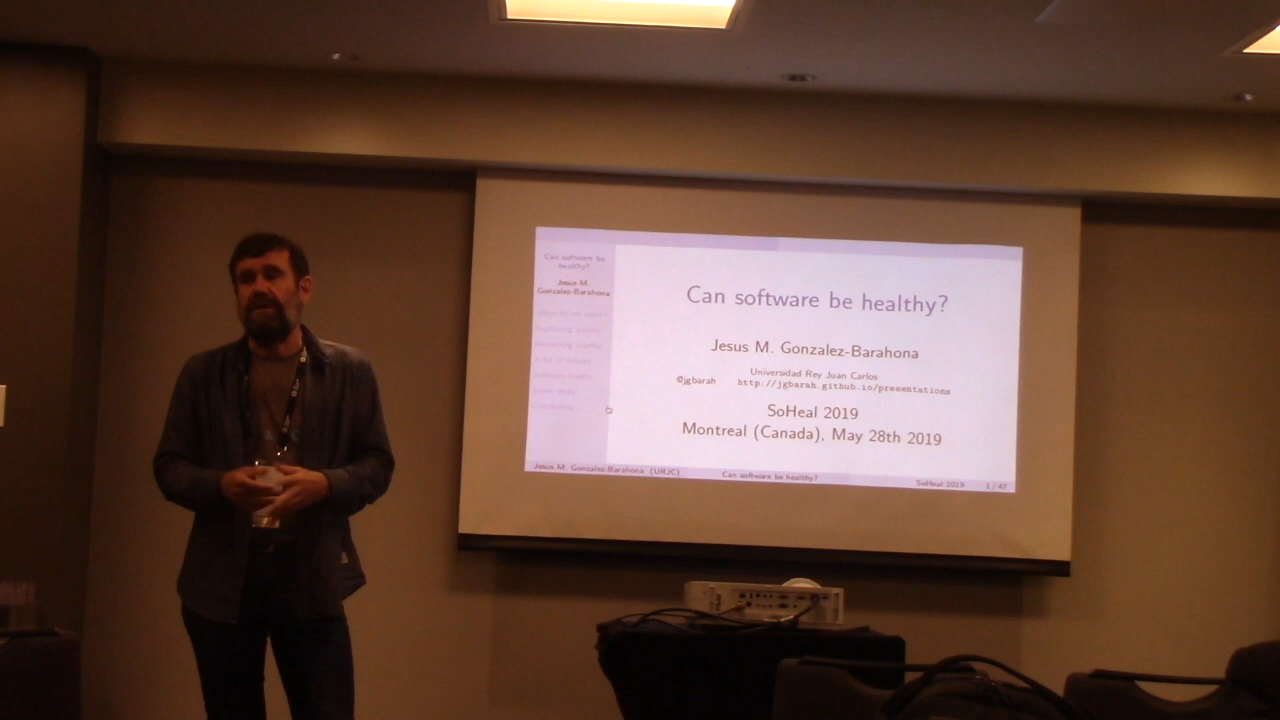 Can software be
healthy?
Jesus M.
Gonzalez-Barahona
Software health
Can software be healthy?
Jesus M. Gonzalez-Barahona
Universidad Rey Juan Carlos
@jgbarah http://jgbarah.github.io/presentations
SoHeal 2019
Montreal (Canada), May 28th 2019
Jesus M. Gonzalez-Barahona (URJC) Can software be healthy? SoHeal 2019 1 / 47